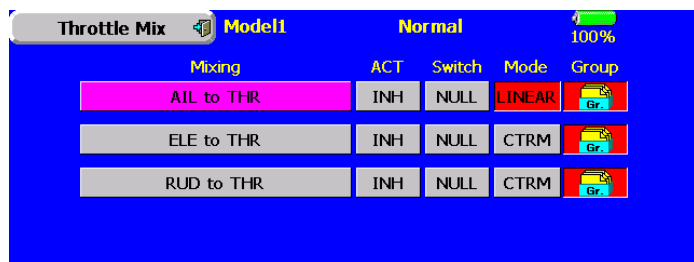 Throttle Mix Model1 Normal 100%
Mixing ACT Switch Mode Group
AIL to THR INH NULL LINEAR Gr.
ELE to THR INH NULL CTRM Gr.
RUD to THR INH NULL CTRM Gr.